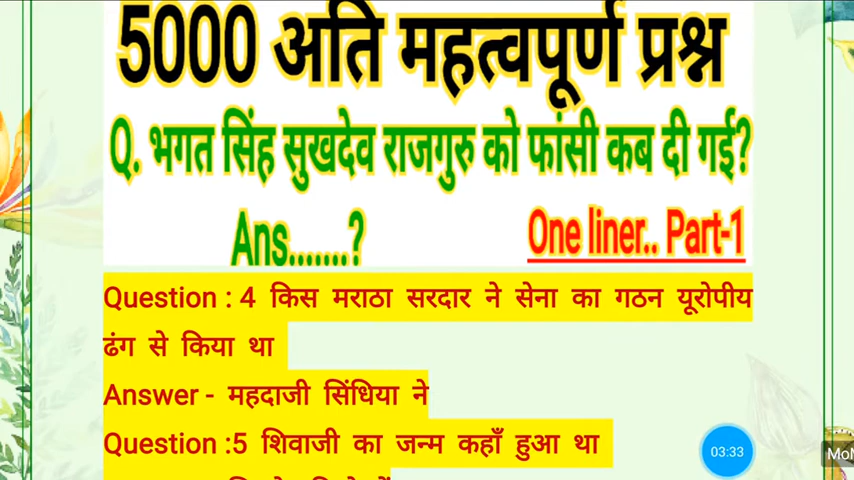 5000 अति महत्वपूर्ण प्रश्न
Q. भगत सिंह सुखदेव राजगुरु को फांसी कब दी गई?
Ans.......? One liner.. Part-1
Question : 4 किस मराठा सरदार ने सेना का गठन यूरोपीय
ढंग से किया था
Answer - महदाजी सिंधिया ने
Question :5 शिवाजी का जन्म कहाँ हुआ था
03:33